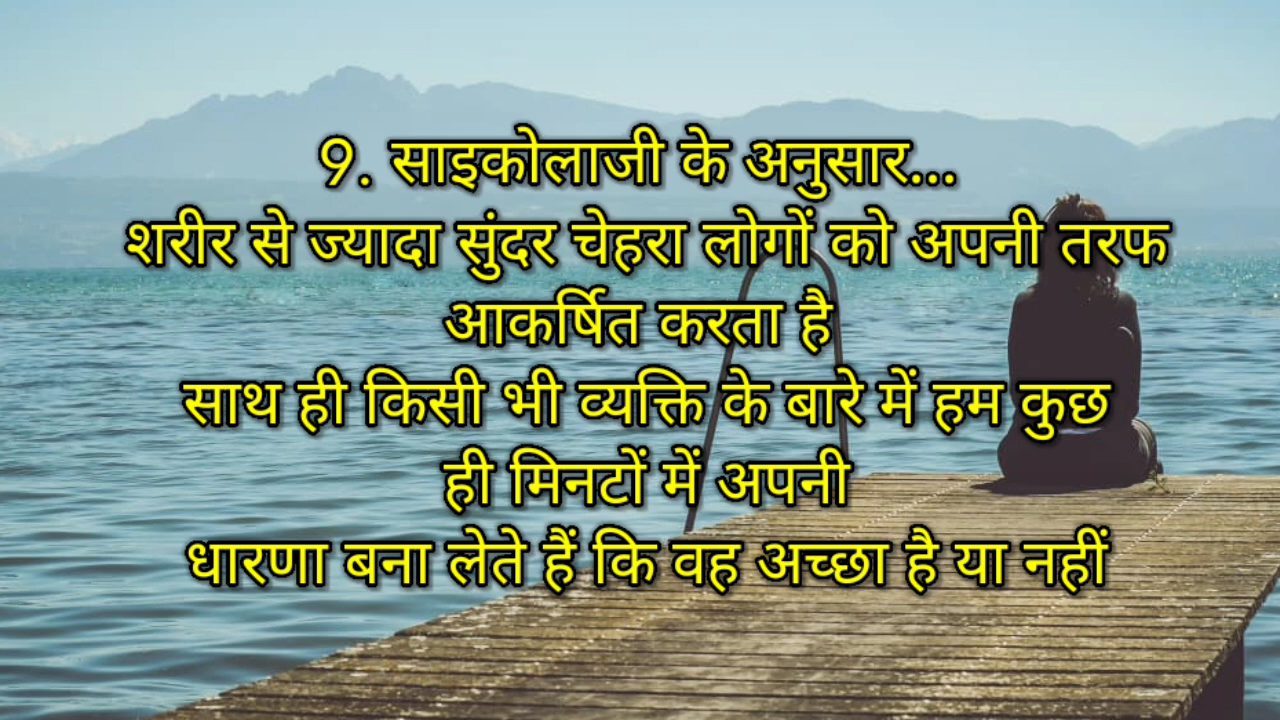 9. साइकोलाजी के अनुसार...
शरीर से ज्यादा सुंदर चेहरा लोगों को अपनी तरफ
आकर्षित करता है
साथ ही किसी भी व्यक्ति के बारे में हम कुछ
ही मिनटों में अपनी
धारणा बना लेते हैं कि वह अच्छा है या नहीं